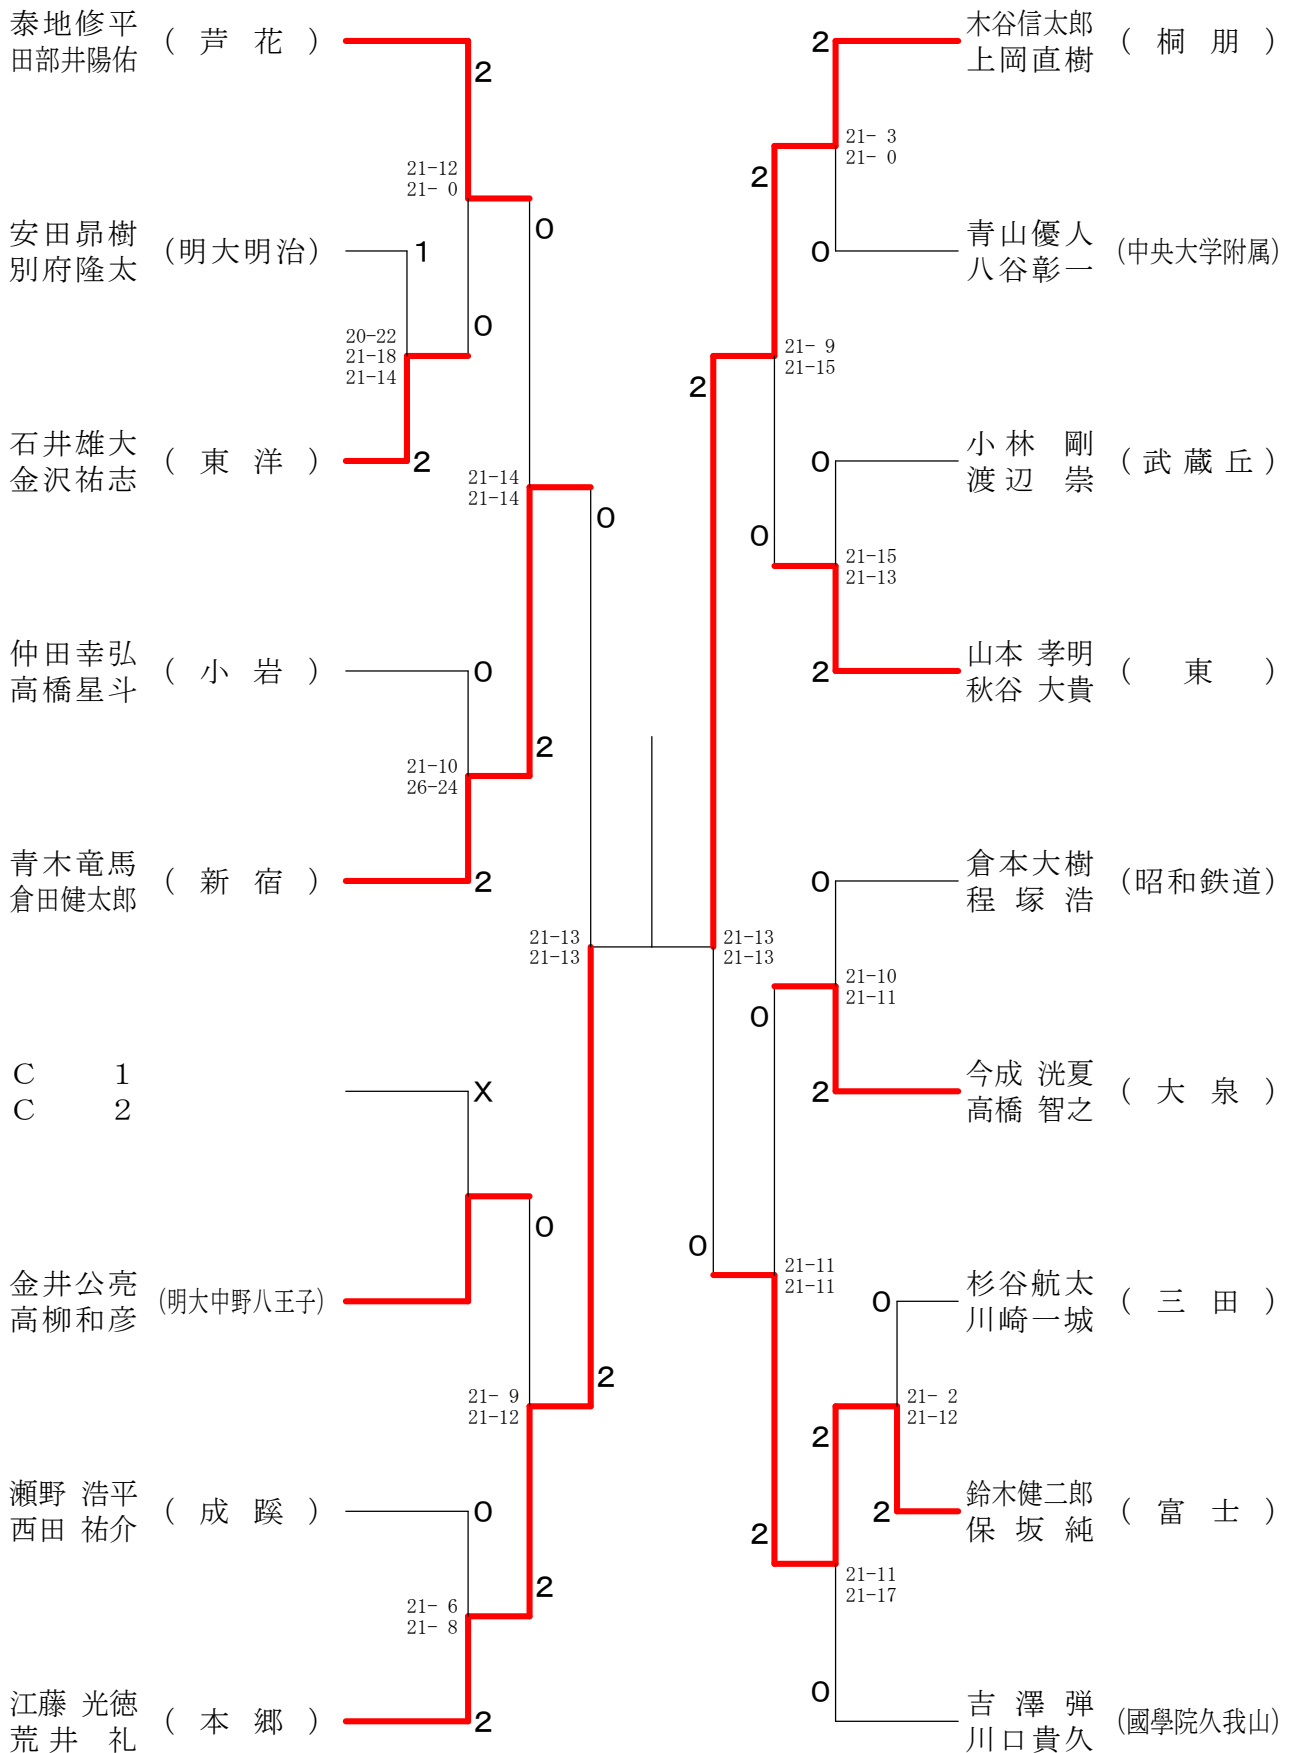 泰地修平
田部井陽佑
( 芦 花 )
2
21-12
21- 0
0
安田昴樹
別府隆太
(明大明治)
1
0
20-22
21-18
21-14
石井雄大
金沢祐志
( 東 洋 )
2
21-14
21-14
0
仲田幸弘
高橋星斗
( 小 岩 )
0
2
21-10
26-24
青木竜馬
倉田健太郎
( 新 宿 )
2
21-13
21-13
C 1
C 2
X
0
金井公亮
高柳和彦
(明大中野八王子)
2
21- 9
21-12
瀬野 浩平
西田 祐介
( 成 蹊 )
0
2
21- 6
21- 8
江藤 光徳
荒井 礼
( 本 郷 )
2
2
木谷信太郎
上岡直樹
( 桐 朋 )
21- 3
21- 0
2
0
青山優人
八谷彰一
(中央大学附属)
21- 9
21-15
2
0
小林 剛
渡辺 崇
(武蔵丘)
0
21-15
21-13
2
山本 孝明
秋谷 大貴
( 東 )
0
倉本大樹
程塚浩
(昭和鉄道)
21-13
21-13
21-10
21-11
0
2
今成 洸夏
高橋 智之
( 大 泉 )
0
21-11
21-11
0
杉谷航太
川崎一城
( 三 田 )
21- 2
21-12
2
2
鈴木健二郎
保坂純
( 富 士 )
2
21-11
21-17
0
吉澤弾
川口貴久
(國學院久我山)